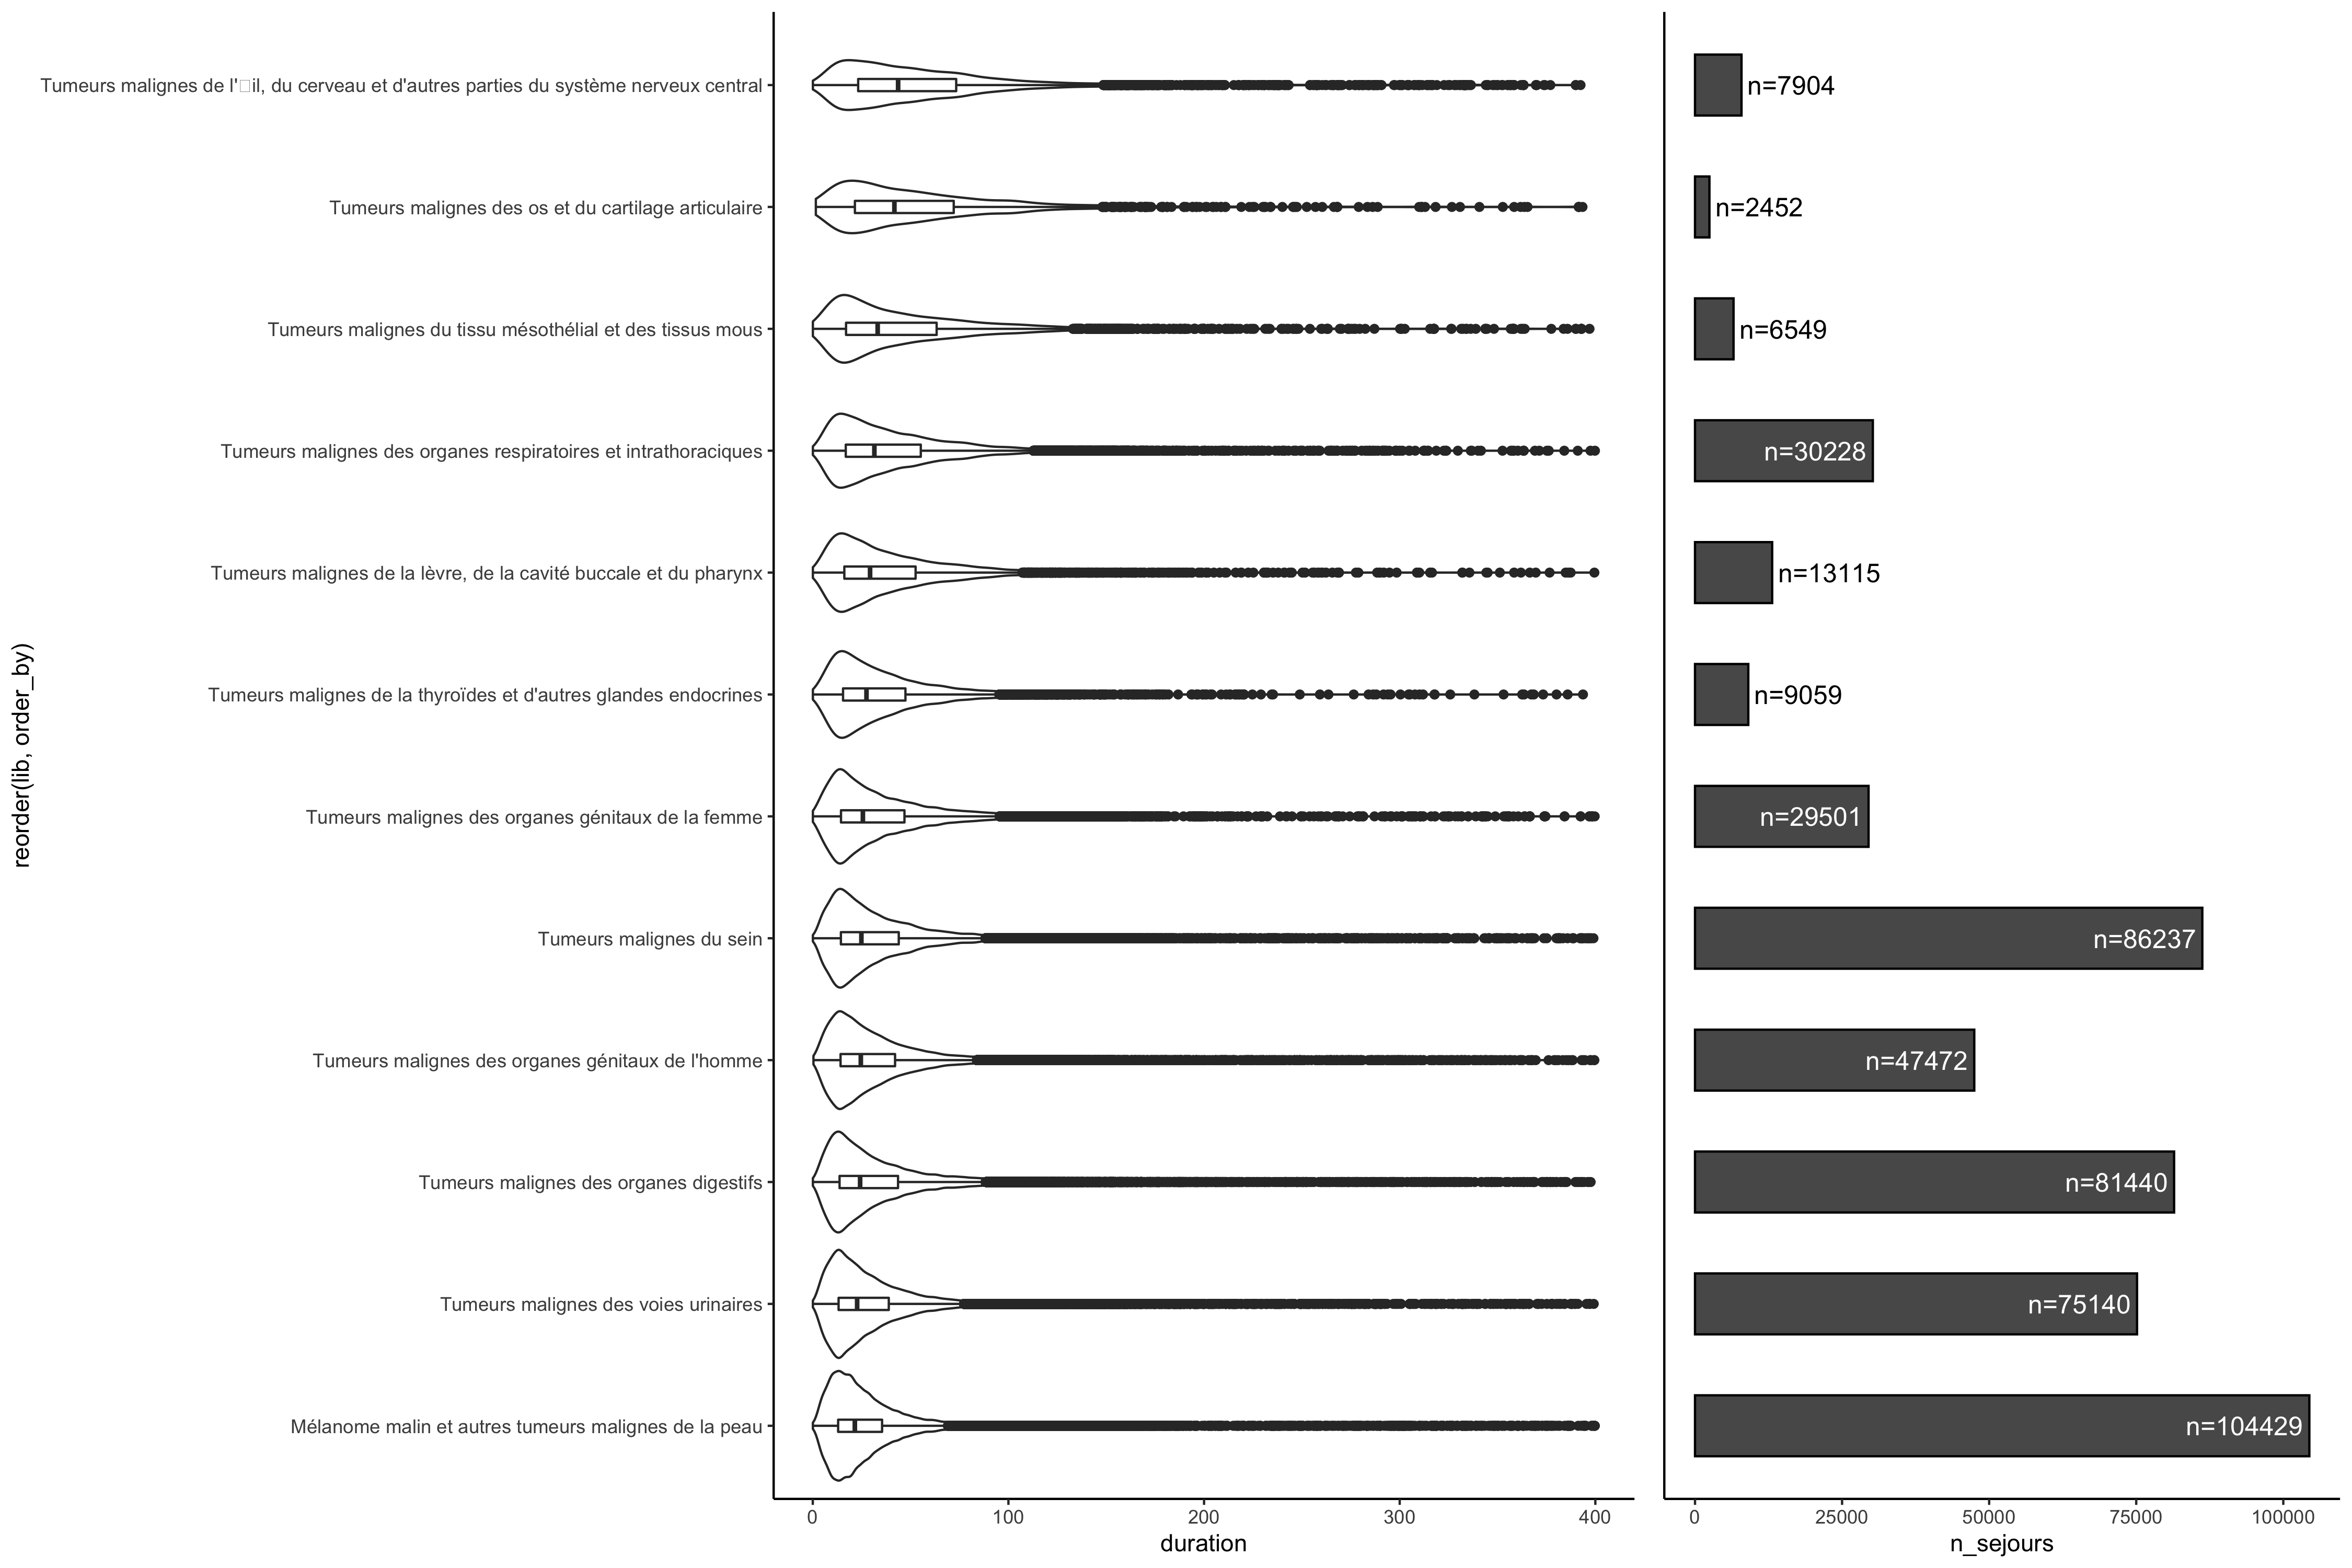 Tumeurs malignes de l'□il, du cerveau et d'autres parties du système nerveux central
n=7904
Tumeurs malignes des os et du cartilage articulaire
n=2452
Tumeurs malignes du tissu mésothélial et des tissus mous
n=6549
Tumeurs malignes des organes respiratoires et intrathoraciques
n=30228
Tumeurs malignes de la lèvre, de la cavité buccale et du pharynx
n=13115
Tumeurs malignes de la thyroïdes et d'autres glandes endocrines
n=9059
Tumeurs malignes des organes génitaux de la femme
n=29501
Tumeurs malignes du sein
n=86237
Tumeurs malignes des organes génitaux de l'homme
n=47472
Tumeurs malignes des organes digestifs
n=81440
Tumeurs malignes des voies urinaires
n=75140
Mélanome malin et autres tumeurs malignes de la peau
n=104429
reorder(lib, order_by)
0 100 200 300 400
duration
0 25000 50000 75000 100000
n_sejours